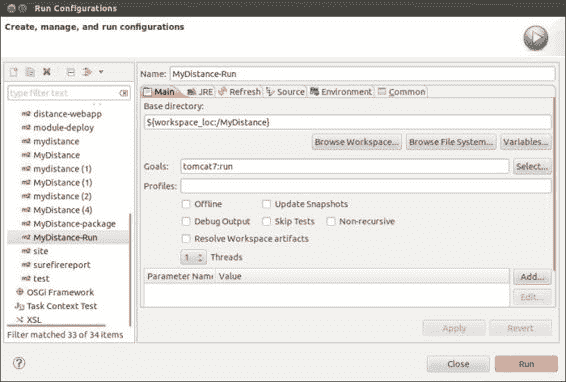 Run Configurations
Create, manage, and run configurations
type filter text
distance-webapp
module-deploy
mydistance
MyDistance
mydistance (1)
MyDistance (1)
mydistance (2)
MyDistance (4)
MyDistance-package
MyDistance-Run
site
surefirereport
test
OSGi Framework
Task Context Test
XSL
Filter matched 33 of 34 items
Name: MyDistance-Run
Main JRE Refresh Source Environment Common
Base directory:
${workspace_loc:/MyDistance}
Browse Workspace... Browse File System... Variables...
Goals: tomcat7:run Select...
Profiles:
Offline Update Snapshots
Debug Output Skip Tests Non-recursive
Resolve Workspace artifacts
1 Threads
Parameter Name Value Add...
Edit...
Apply Revert
? Close Run